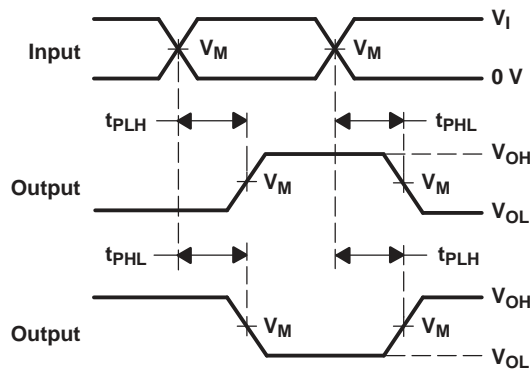 V_I
Input V_M V_M
0 V
t_PLH t_PHL
V_OH
Output V_M V_M
V_OL
t_PHL t_PLH
V_OH
Output V_M V_M
V_OL